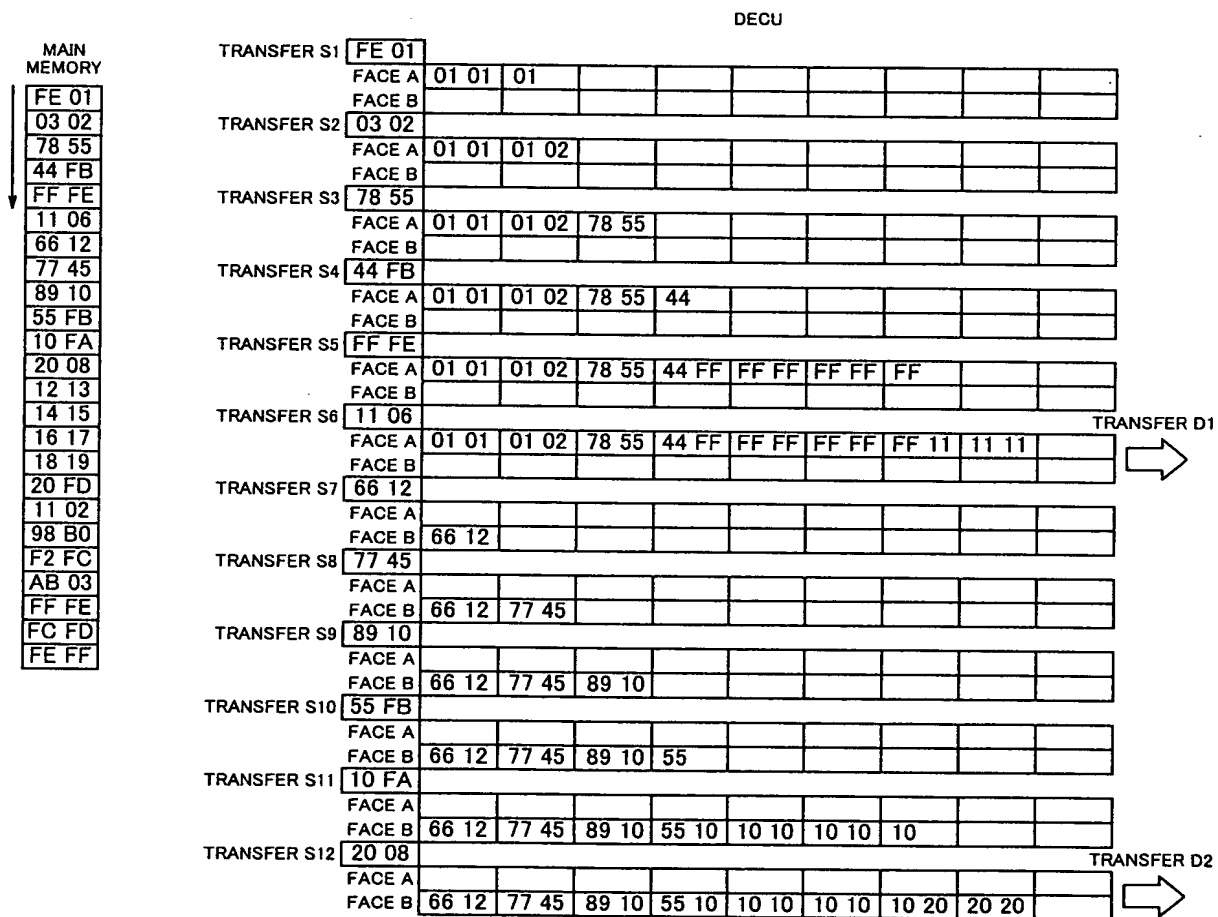 DECU
MAIN
MEMORY
FE 01
03 02
78 55
44 FB
FF FE
11 06
66 12
77 45
89 10
55 FB
10 FA
20 08
12 13
14 15
16 17
18 19
20 FD
11 02
98 B0
F2 FC
AB 03
FF FE
FC FD
FE FF
TRANSFER S1 FE 01
FACE A 01 01 01
FACE B
TRANSFER S2 03 02
FACE A 01 01 01 02
FACE B
TRANSFER S3 78 55
FACE A 01 01 01 02 78 55
FACE B
TRANSFER S4 44 FB
FACE A 01 01 01 02 78 55 44
FACE B
TRANSFER S5 FF FE
FACE A 01 01 01 02 78 55 44 FF FF FF FF FF FF
FACE B
TRANSFER S6 11 06
FACE A 01 01 01 02 78 55 44 FF FF FF FF FF FF 11 11 11
FACE B
TRANSFER D1
TRANSFER S7 66 12
FACE A
FACE B 66 12
TRANSFER S8 77 45
FACE A
FACE B 66 12 77 45
TRANSFER S9 89 10
FACE A
FACE B 66 12 77 45 89 10
TRANSFER S10 55 FB
FACE A
FACE B 66 12 77 45 89 10 55
TRANSFER S11 10 FA
FACE A
FACE B 66 12 77 45 89 10 55 10 10 10 10 10 10
TRANSFER S12 20 08
FACE A
FACE B 66 12 77 45 89 10 55 10 10 10 10 10 10 20 20 20
TRANSFER D2